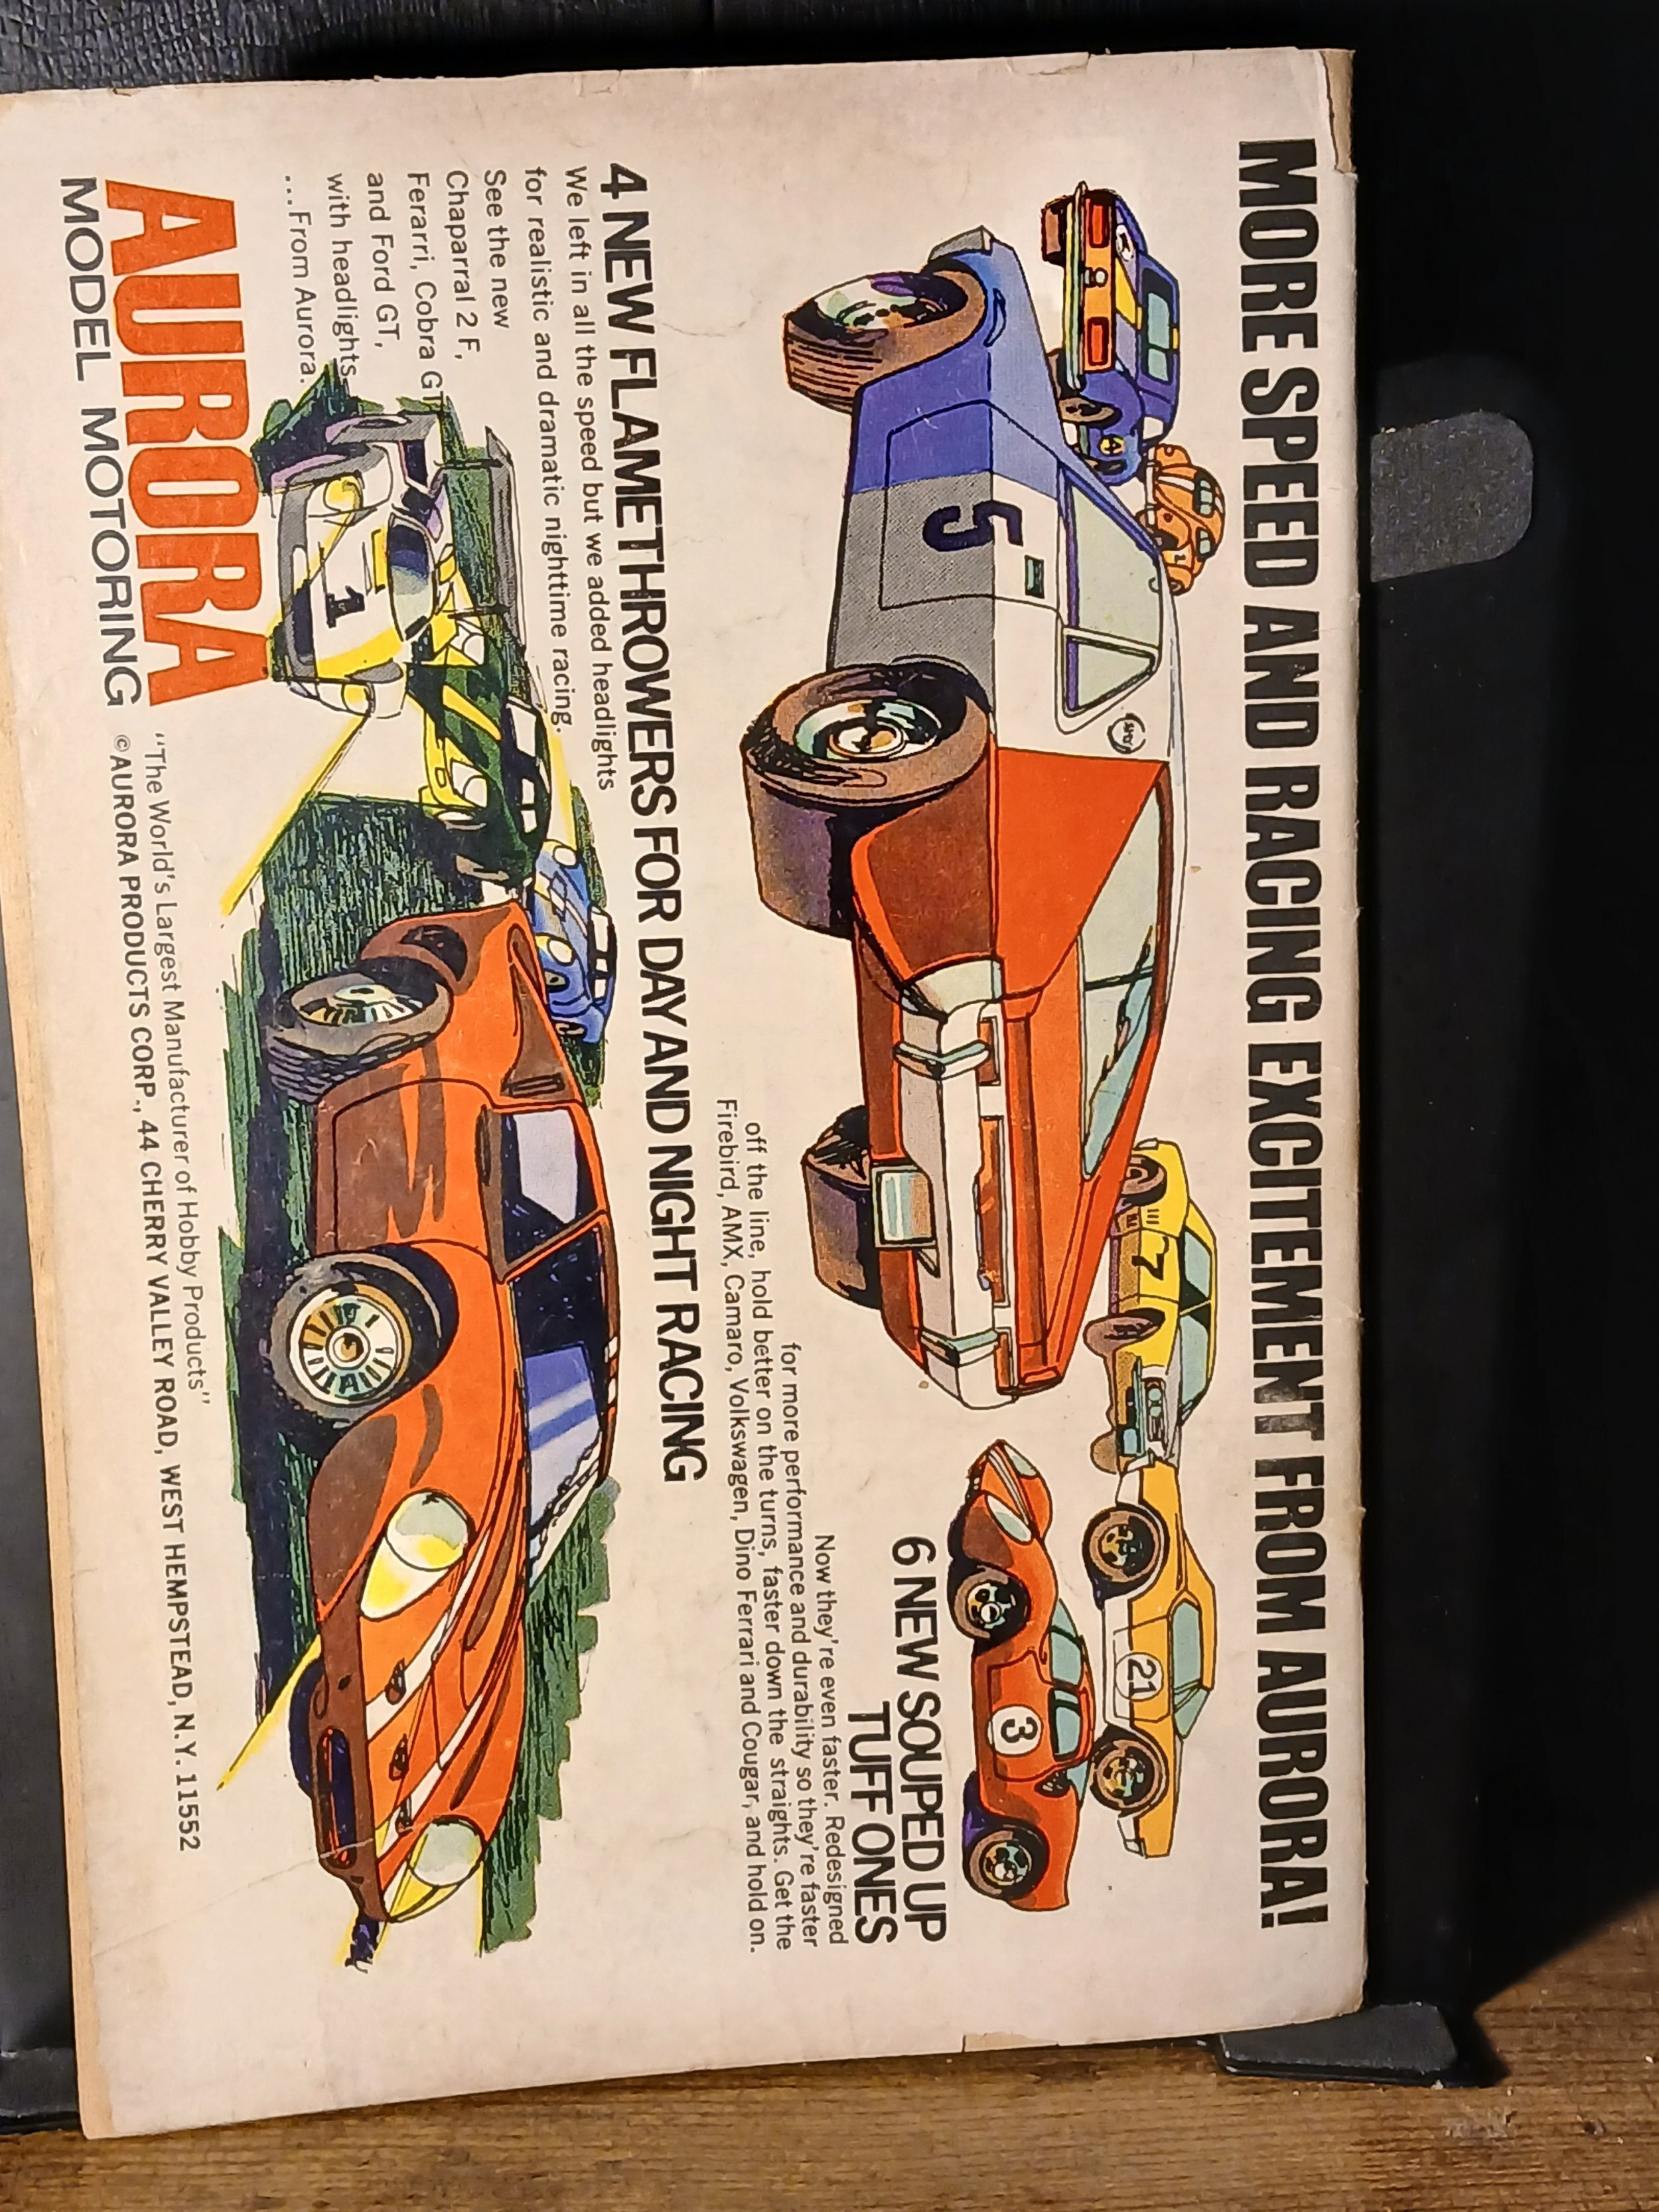 MORE SPEED AND RACING EXCITEMENT FROM AURORA!
5
7
21
3
6 NEW SOUPED UP
TUFF ONES
Now they're even faster. Redesigned
for more performance and durability so they're faster
off the line, hold better on the turns, faster down the straights. Get the
Firebird, AMX, Camaro, Volkswagen, Dino Ferrari and Cougar, and hold on.
4 NEW FLAMETHROWERS FOR DAY AND NIGHT RACING
We left in all the speed but we added headlights
for realistic and dramatic nighttime racing.
See the new
Chaparral 2 F,
Ferarri, Cobra GT
and Ford GT,
with headlights
...From Aurora.
1
AURORA
MODEL MOTORING
"The World's Largest Manufacturer of Hobby Products"
© AURORA PRODUCTS CORP., 44 CHERRY VALLEY ROAD, WEST HEMPSTEAD, N.Y. 11552